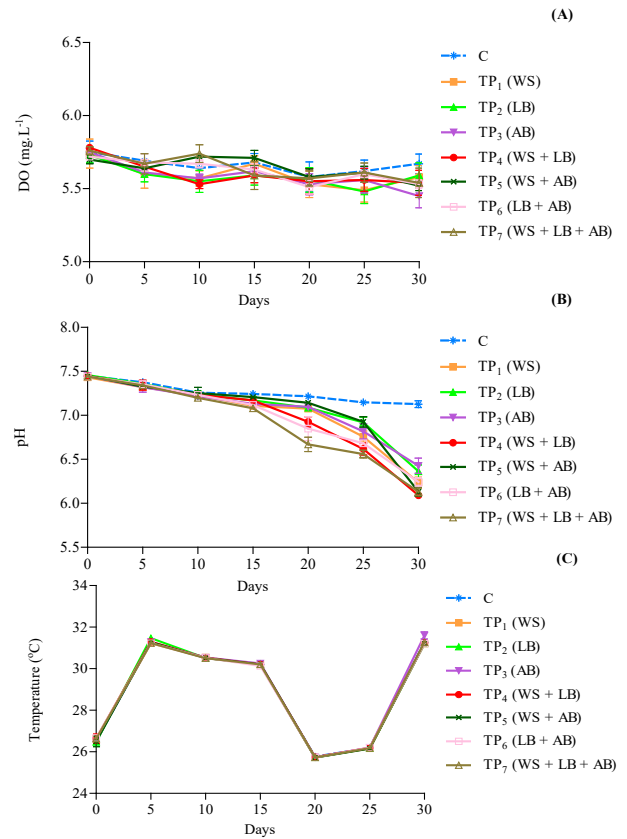 (A)
6.5
6.0
5.5
5.0
DO (mg.L⁻¹)
0 5 10 15 20 25 30
Days
C
TP₁ (WS)
TP₂ (LB)
TP₃ (AB)
TP₄ (WS + LB)
TP₅ (WS + AB)
TP₆ (LB + AB)
TP₇ (WS + LB + AB)
(B)
8.0
7.5
7.0
6.5
6.0
5.5
pH
0 5 10 15 20 25 30
Days
C
TP₁ (WS)
TP₂ (LB)
TP₃ (AB)
TP₄ (WS + LB)
TP₅ (WS + AB)
TP₆ (LB + AB)
TP₇ (WS + LB + AB)
(C)
34
32
30
28
26
24
Temperature (°C)
0 5 10 15 20 25 30
Days
C
TP₁ (WS)
TP₂ (LB)
TP₃ (AB)
TP₄ (WS + LB)
TP₅ (WS + AB)
TP₆ (LB + AB)
TP₇ (WS + LB + AB)